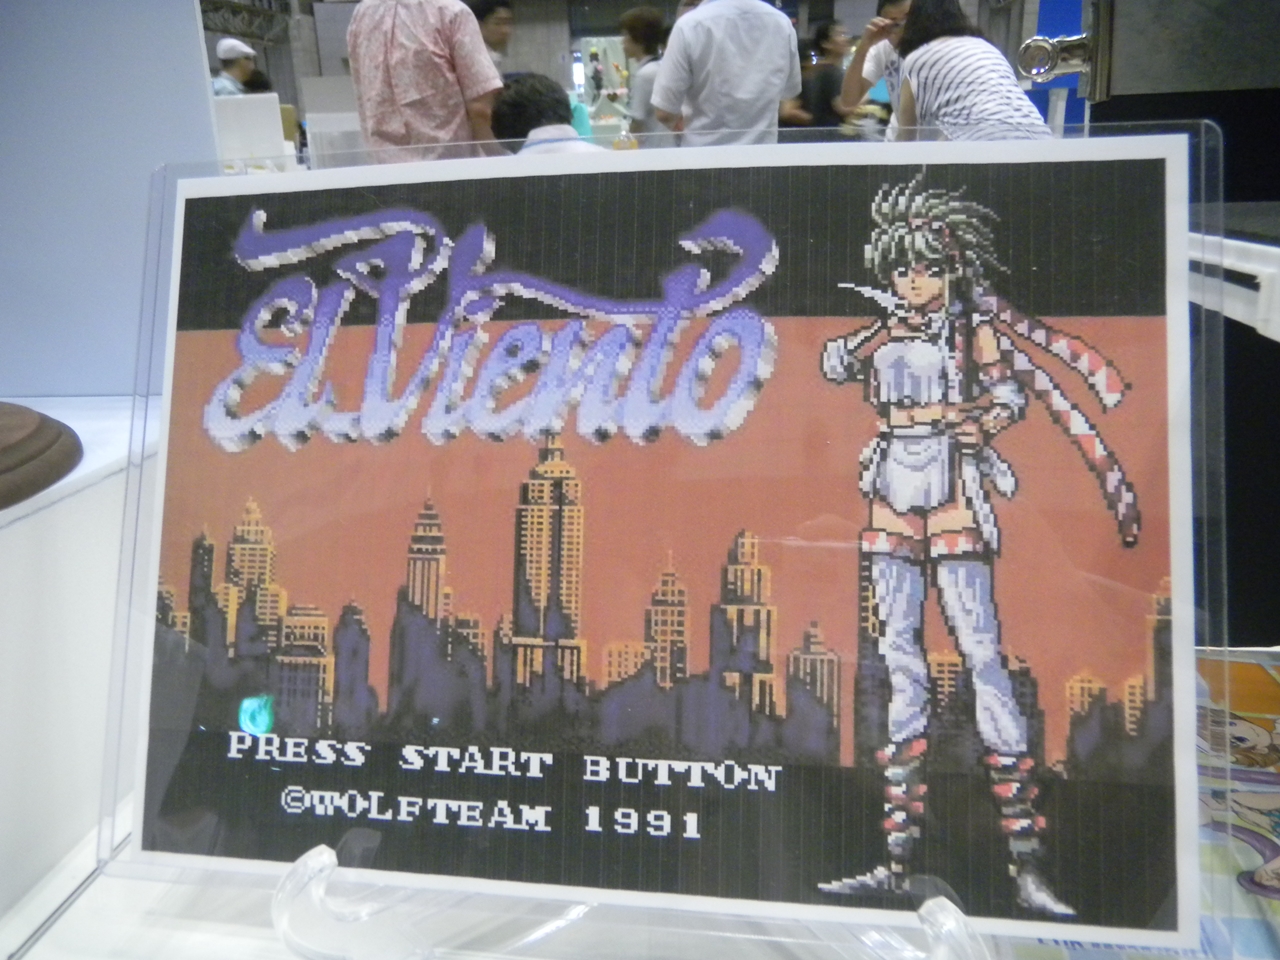 El Viento
PRESS START BUTTON
©WOLFTEAM 1991